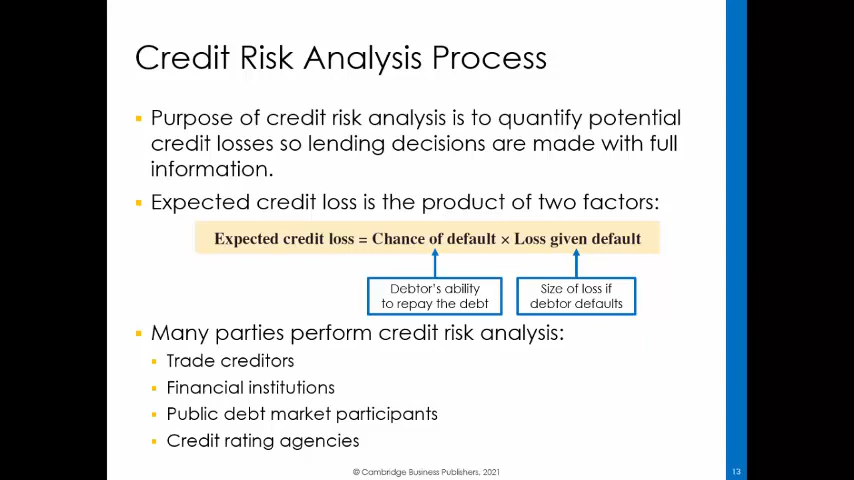 Credit Risk Analysis Process
Purpose of credit risk analysis is to quantify potential
credit losses so lending decisions are made with full
information.
Expected credit loss is the product of two factors:
Expected credit loss = Chance of default × Loss given default
Debtor's ability
to repay the debt
Size of loss if
debtor defaults
Many parties perform credit risk analysis:
Trade creditors
Financial institutions
Public debt market participants
Credit rating agencies
© Cambridge Business Publishers, 2021
13